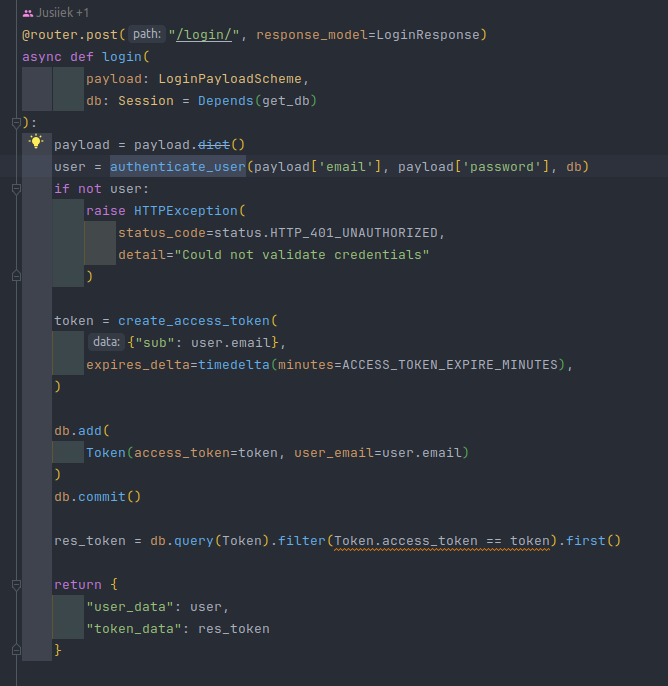 Jusiiek +1
@router.post( path: "/login/", response_model=LoginResponse)
async def login(
        payload: LoginPayloadScheme,
        db: Session = Depends(get_db)
):
    payload = payload.dict()
    user = authenticate_user(payload['email'], payload['password'], db)
    if not user:
        raise HTTPException(
            status_code=status.HTTP_401_UNAUTHORIZED,
            detail="Could not validate credentials"
        )
    token = create_access_token(
        data: {"sub": user.email},
        expires_delta=timedelta(minutes=ACCESS_TOKEN_EXPIRE_MINUTES),
    )
    db.add(
        Token(access_token=token, user_email=user.email)
    )
    db.commit()
    res_token = db.query(Token).filter(Token.access_token == token).first()
    return {
        "user_data": user,
        "token_data": res_token
    }